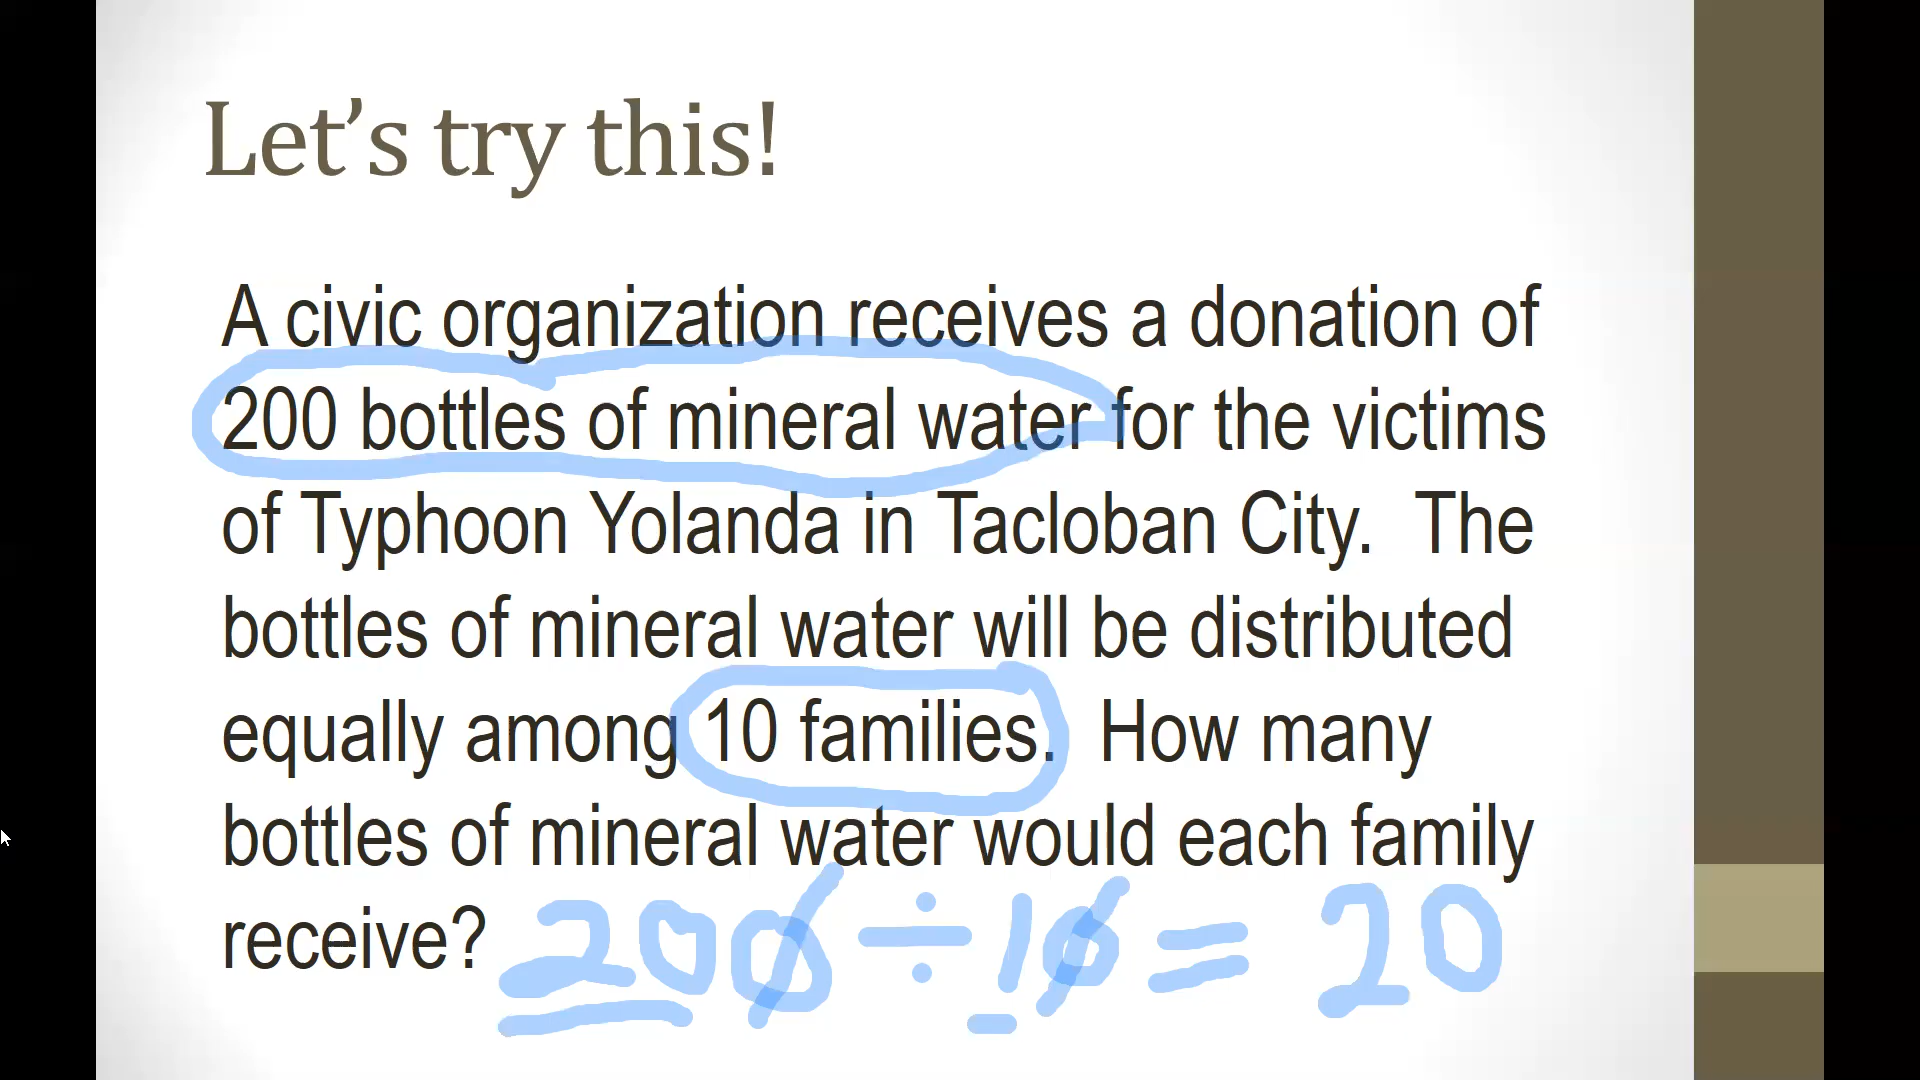 Let’s try this!
A civic organization receives a donation of
200 bottles of mineral water for the victims
of Typhoon Yolanda in Tacloban City.  The
bottles of mineral water will be distributed
equally among 10 families.  How many
bottles of mineral water would each family
receive? 200 ÷ 10 = 20